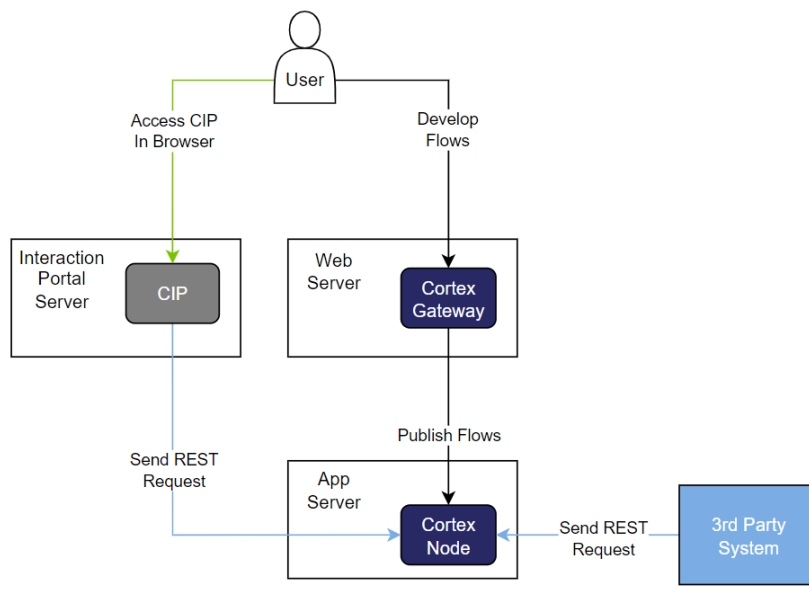 User
Access CIP
In Browser
Develop
Flows
Interaction
Portal
Server
CIP
Web
Server
Cortex
Gateway
Publish Flows
Send REST
Request
App
Server
Cortex
Node
Send REST
Request
3rd Party
System